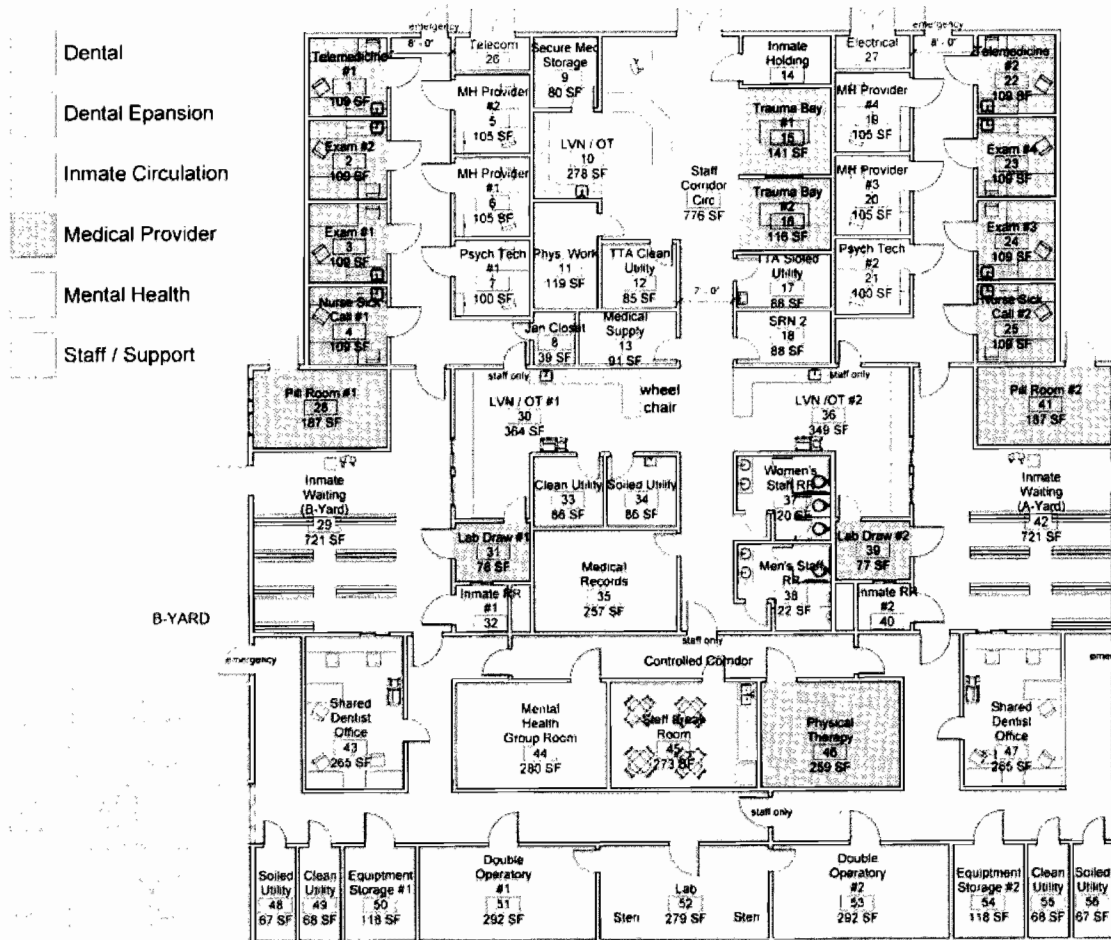 Dental
Dental Epansion
Inmate Circulation
Medical Provider
Mental Health
Staff / Support
emergency
8' - 0"
Telemedicine
#1
1
109 SF
Telecom
26
Secure Med
Storage
9
80 SF
Inmate
Holding
14
Electrical
27
emergency
8' - 0"
Telemedicine
#2
22
109 SF
MH Provider
#2
5
105 SF
Trauma Bay
#1
15
141 SF
MH Provider
#4
19
105 SF
Exam #2
2
109 SF
LVN / OT
10
278 SF
Staff
Corridor
Circ
776 SF
Exam #4
23
109 SF
MH Provider
#1
6
105 SF
Trauma Bay
#2
16
116 SF
MH Provider
#3
20
105 SF
Exam #1
3
109 SF
Exam #3
24
109 SF
Psych Tech
#1
7
100 SF
Phys. Work
11
119 SF
TTA Clean
Utility
12
85 SF
7' - 0"
TTA Sioled
Utility
17
88 SF
Psych Tech
#2
21
100 SF
Nurse Sick
Call #1
4
109 SF
Jan Closet
8
39 SF
Medical
Supply
13
91 SF
SRN 2
18
88 SF
Nurse Sick
Call #2
25
109 SF
staff only
staff only
Pill Room #1
28
187 SF
LVN / OT #1
30
364 SF
wheel
chair
LVN /OT #2
36
349 SF
Pill Room #2
41
187 SF
Inmate
Waiting
(B-Yard)
29
721 SF
Clean Utility
33
86 SF
Soiled Utility
34
86 SF
Women's
Staff RR
37
20 SF
Inmate
Waiting
(A-Yard)
42
721 SF
Lab Draw #1
31
78 SF
Lab Draw #2
39
77 SF
Medical
Records
35
257 SF
Men's Staff
RR
38
22 SF
Inmate RR
#1
32
Inmate RR
#2
40
B-YARD
staff only
emergency
Controlled Corridor
eme
Shared
Dentist
Office
43
265 SF
Mental
Health
Group Room
44
280 SF
Staff Break
Room
45
273 SF
Physical
Therapy
46
259 SF
Shared
Dentist
Office
47
265 SF
staff only
Soiled
Utility
48
67 SF
Clean
Utility
49
68 SF
Equiptment
Storage #1
50
118 SF
Double
Operatory
#1
51
292 SF
Steri
Lab
52
279 SF
Steri
Double
Operatory
#2
53
292 SF
Equiptment
Storage #2
54
118 SF
Clean
Utility
55
68 SF
Soiled
Utility
56
67 SF